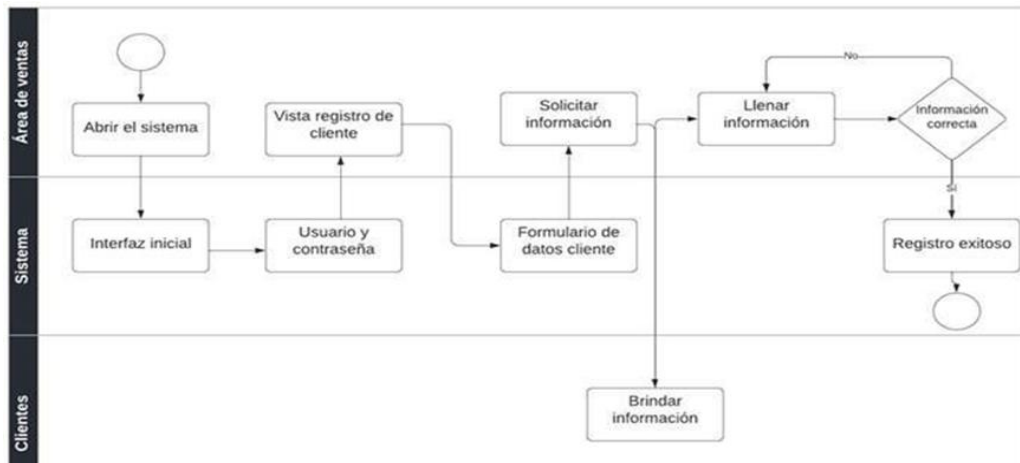 Área de ventas
Abrir el sistema
Vista registro de
cliente
Solicitar
información
Llenar
información
No
Información
correcta
Sí
Sistema
Interfaz inicial
Usuario y
contraseña
Formulario de
datos cliente
Registro exitoso
Clientes
Brindar
información